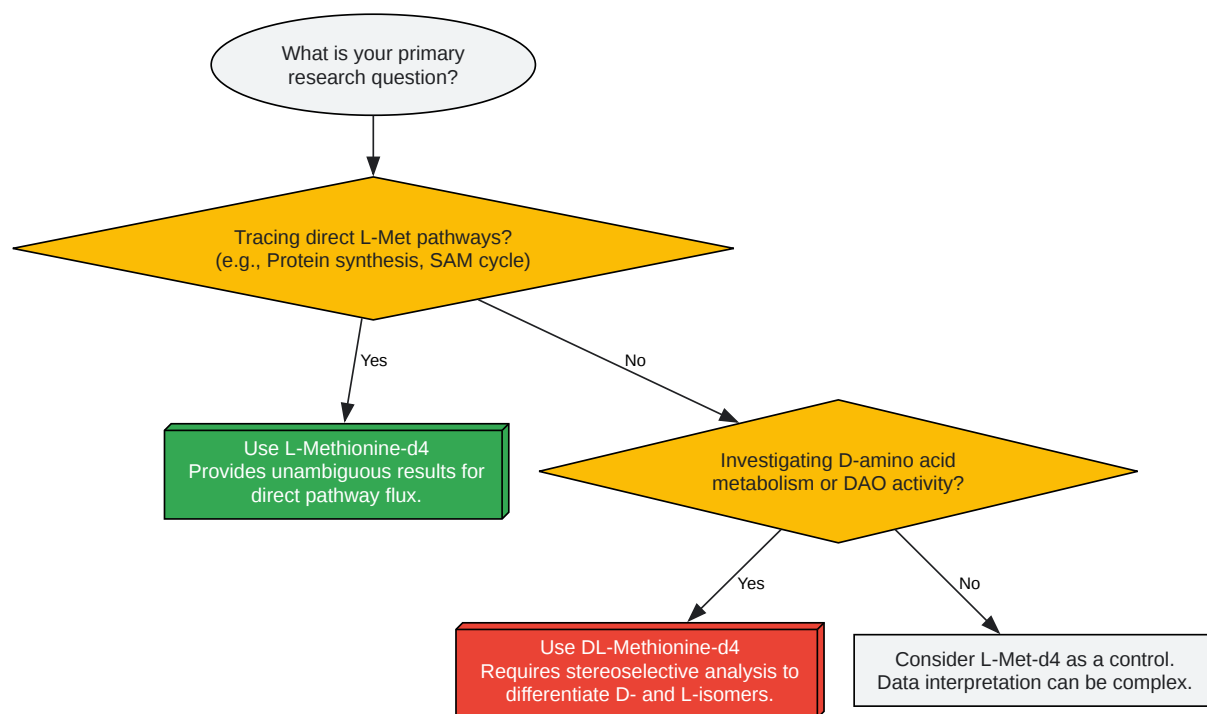 What is your primary
research question?
Tracing direct L-Met pathways?
(e.g., Protein synthesis, SAM cycle)
Yes
No
Use L-Methionine-d4
Provides unambiguous results for
direct pathway flux.
Investigating D-amino acid
metabolism or DAO activity?
Yes
No
Use DL-Methionine-d4
Requires stereoselective analysis to
differentiate D- and L-isomers.
Consider L-Met-d4 as a control.
Data interpretation can be complex.